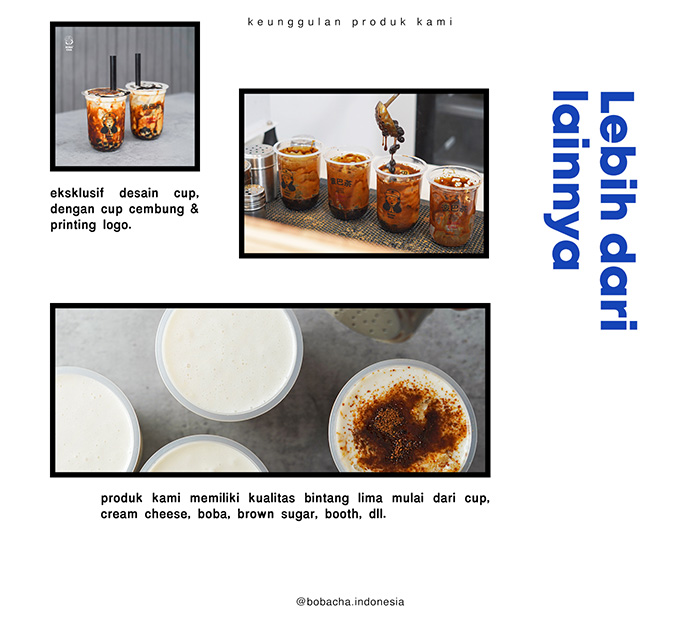 keunggulan produk kami
eksklusif desain cup,
dengan cup cembung &
printing logo.
Lebih dari
lainnya
produk kami memiliki kualitas bintang lima mulai dari cup,
cream cheese, boba, brown sugar, booth, dll.
@bobacha.indonesia